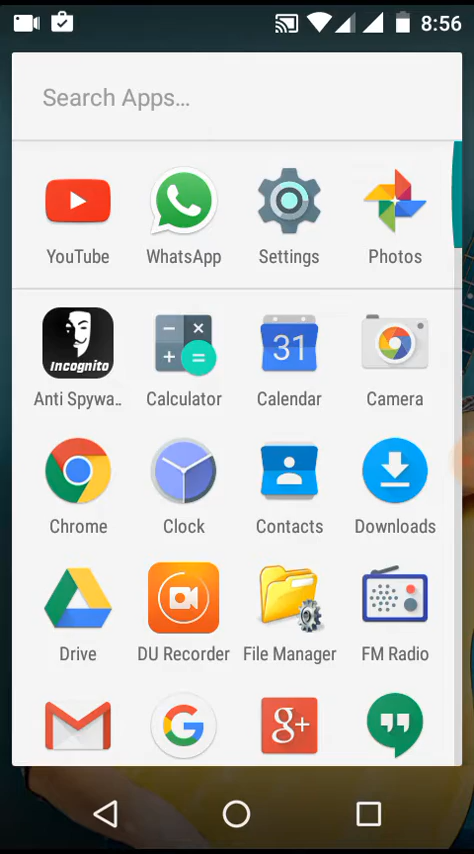 8:56
Search Apps...
YouTube WhatsApp Settings Photos
Incognito
31
Anti Spywa.. Calculator Calendar Camera
Chrome Clock Contacts Downloads
Drive DU Recorder File Manager FM Radio
G g+